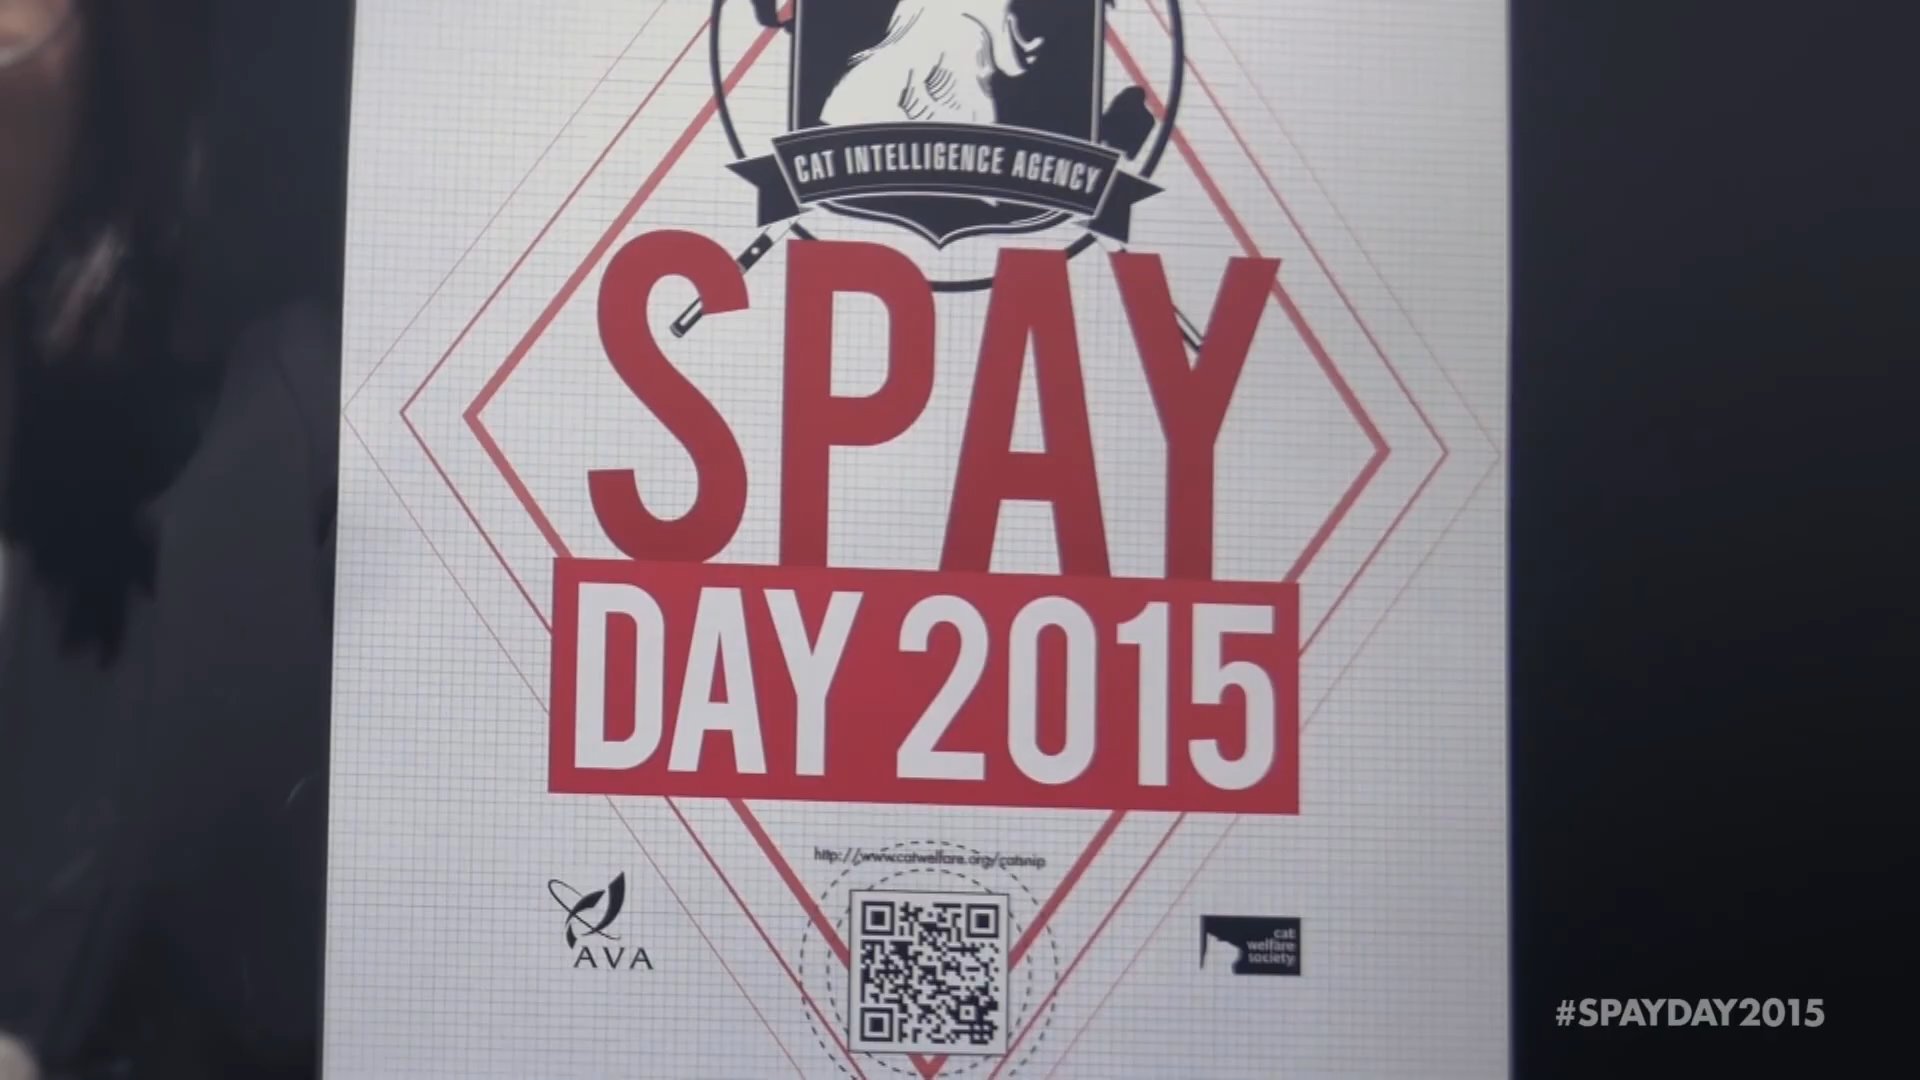 CAT INTELLIGENCE AGENCY
SPAY
DAY 2015
http://www.catwelfare.org/catsnip
AVA
cat
welfare
society
#SPAYDAY2015